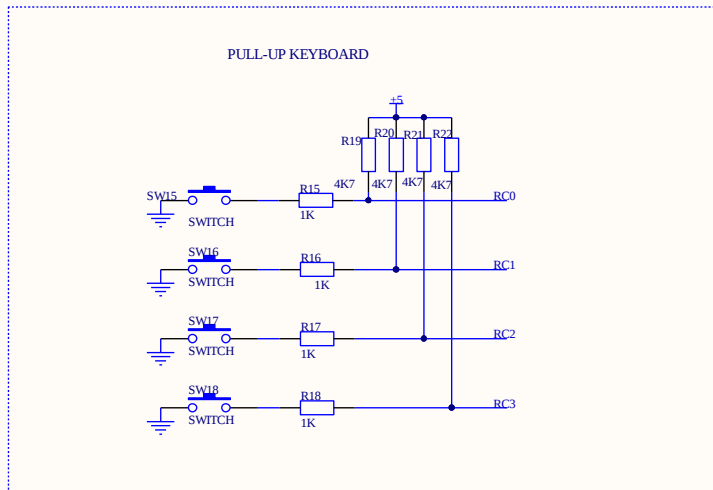 PULL-UP KEYBOARD
+5
R19 R20 R21 R22
4K7 4K7 4K7 4K7
SW15 R15 RC0
SWITCH 1K
SW16 R16 RC1
SWITCH 1K
SW17 R17 RC2
SWITCH 1K
SW18 R18 RC3
SWITCH 1K